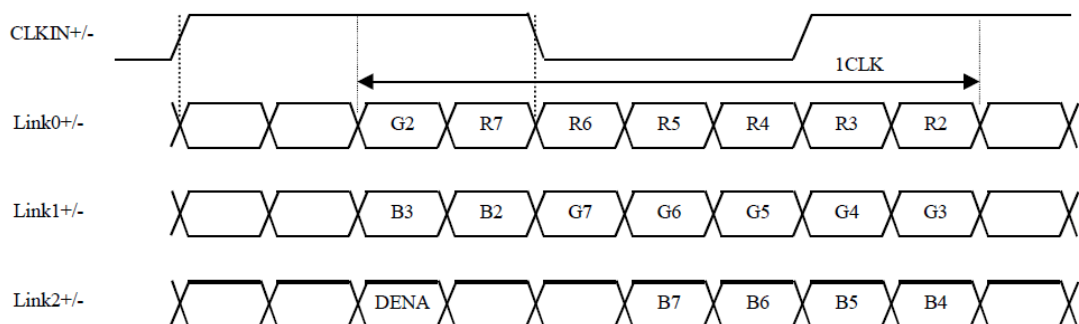 CLKIN+/-
1CLK
Link0+/- G2 R7 R6 R5 R4 R3 R2
Link1+/- B3 B2 G7 G6 G5 G4 G3
Link2+/- DENA B7 B6 B5 B4